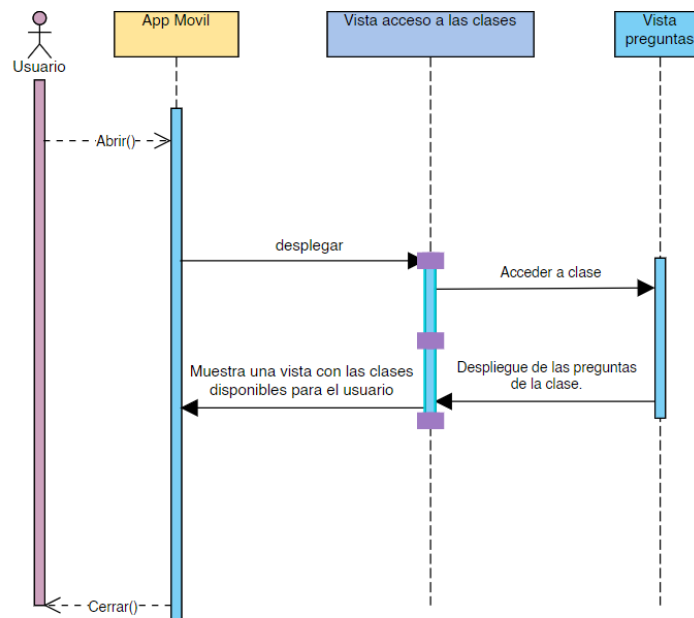 Usuario
App Movil
Vista acceso a las clases
Vista
preguntas
Abrir()
desplegar
Acceder a clase
Muestra una vista con las clases
disponibles para el usuario
Despliegue de las preguntas
de la clase.
Cerrar()